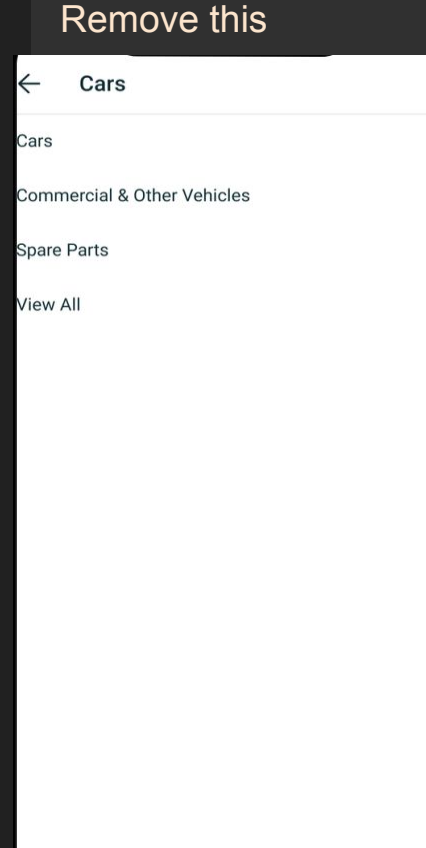 Remove this
Cars
Cars
Commercial & Other Vehicles
Spare Parts
View All